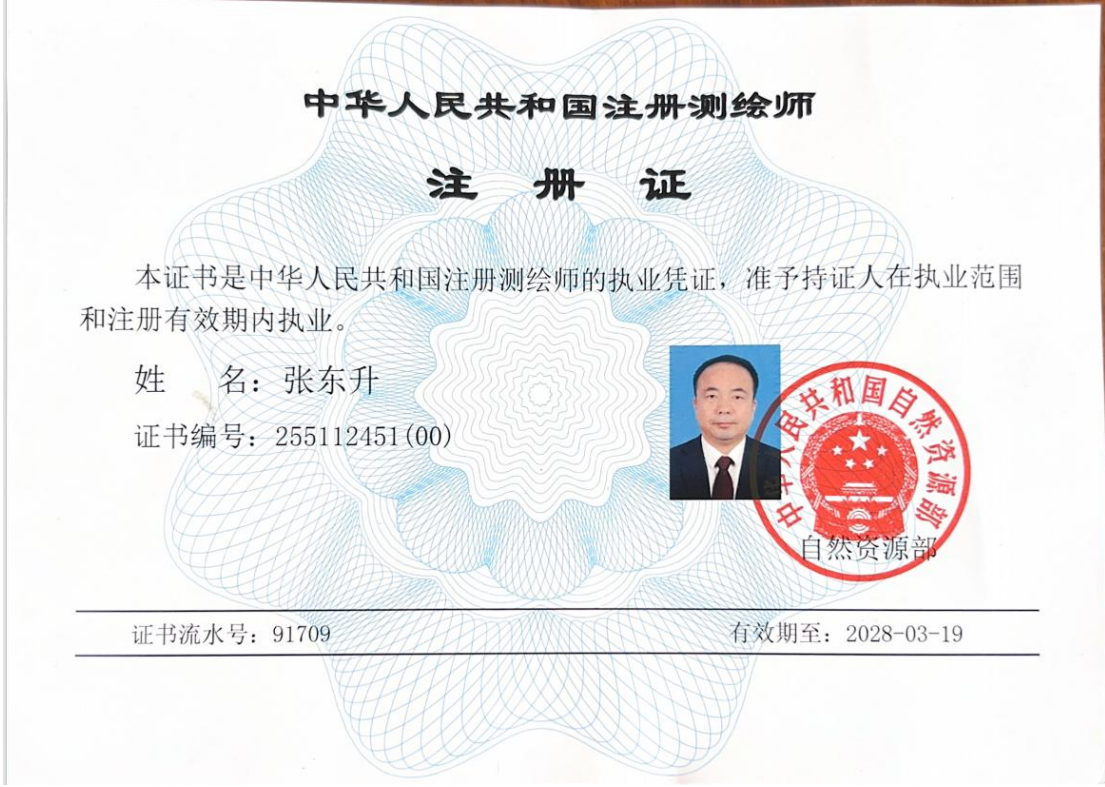 中华人民共和国注册测绘师
注 册 证
本证书是中华人民共和国注册测绘师的执业凭证，准予持证人在执业范围
和注册有效期内执业。
姓 名：张东升
证书编号：255112451(00)
中华人民共和国自然资源部
自然资源部
证书流水号：91709
有效期至：2028-03-19